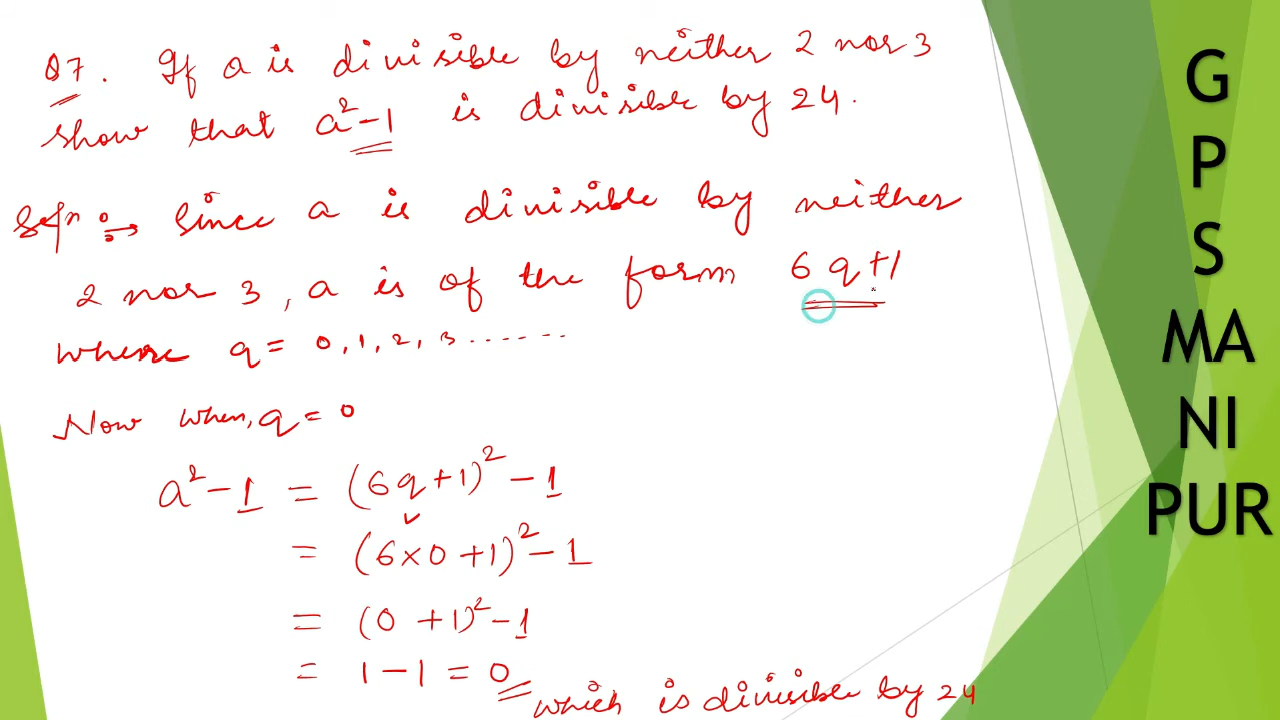 Q7. If a is divisible by neither 2 nor 3
show that a²-1 is divisible by 24.
Sol/n :→ Since a is divisible by neither
2 nor 3, a is of the form 6q+1
where q = 0, 1, 2, 3 .......
Now when, q = 0
a²-1 = (6q+1)² - 1
= (6×0+1)² - 1
= (0+1)² - 1
= 1-1 = 0 which is divisible by 24
G
P
S
MA
NI
PUR